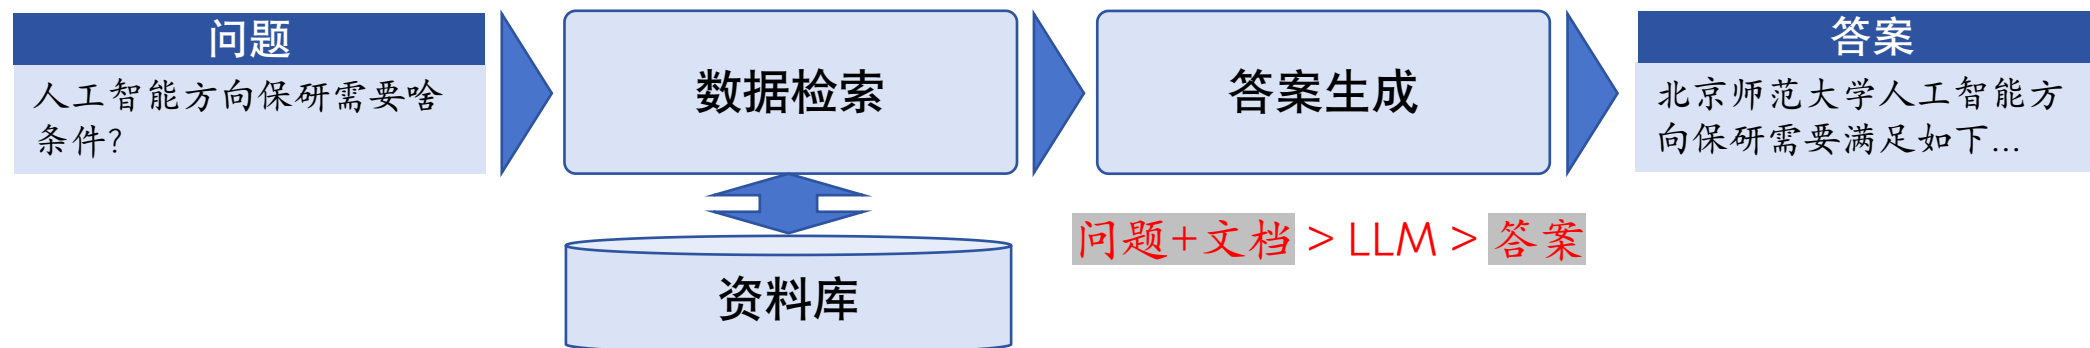 问题
人工智能方向保研需要啥
条件?
数据检索
资料库
答案生成
问题+文档 > LLM > 答案
答案
北京师范大学人工智能方
向保研需要满足如下...